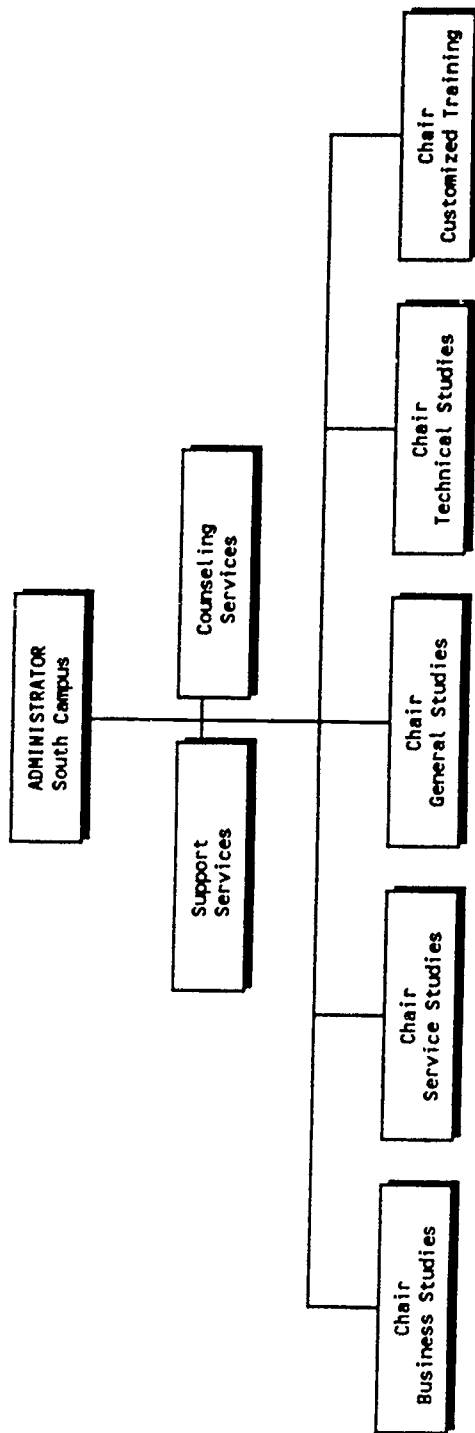 ADMINISTRATOR
South Campus
Support
Services
Counseling
Services
Chair
Business Studies
Chair
Service Studies
Chair
General Studies
Chair
Technical Studies
Chair
Customized Training